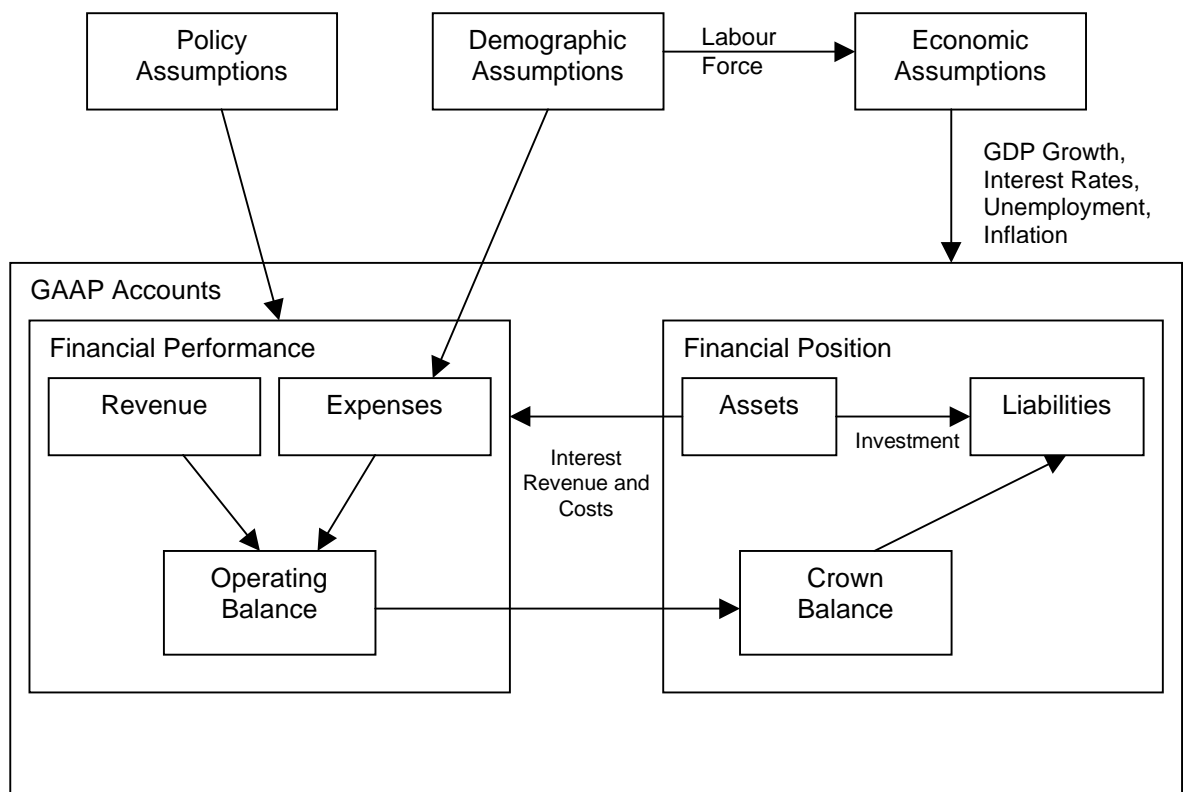 Policy
Assumptions
Demographic
Assumptions
Labour
Force
Economic
Assumptions
GDP Growth,
Interest Rates,
Unemployment,
Inflation
GAAP Accounts
Financial Performance
Revenue
Expenses
Operating
Balance
Interest
Revenue and
Costs
Financial Position
Assets
Investment
Liabilities
Crown
Balance